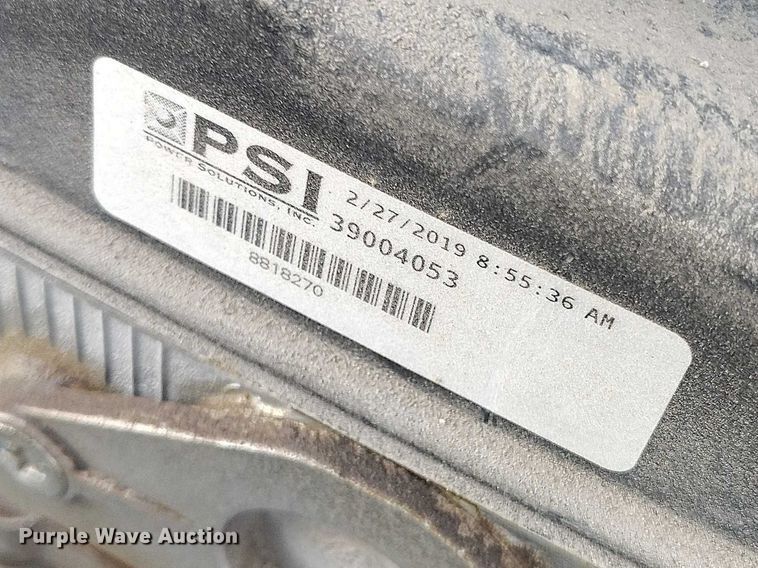 PSI
POWER SOLUTIONS, INC.
2/27/2019 8:55:36 AM
39004053
8818270
Purple Wave Auction